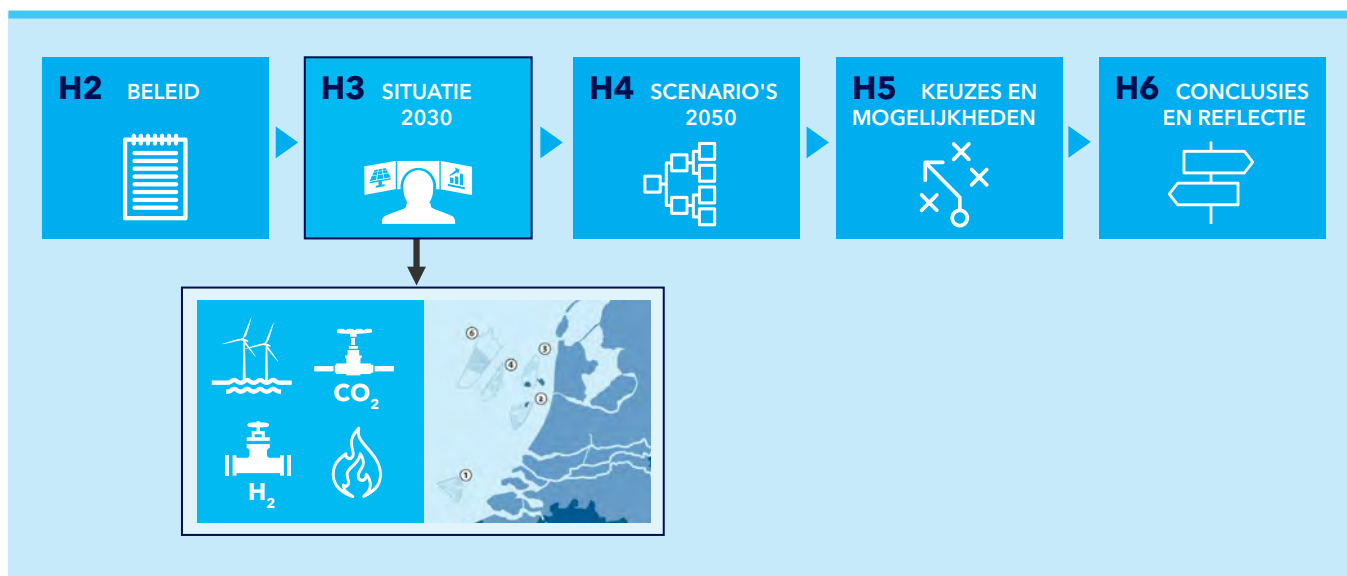 H2 BELEID
H3 SITUATIE
2030
H4 SCENARIO'S
2050
H5 KEUZES EN
MOGELIJKHEDEN
H6 CONCLUSIES
EN REFLECTIE
CO2
H2
6
3
4
2
1